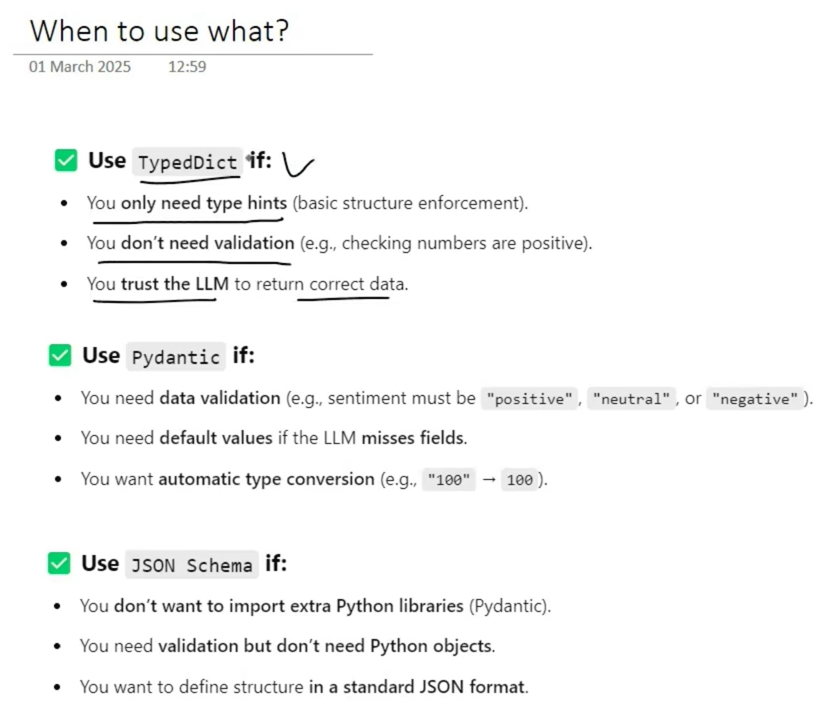 When to use what?
01 March 2025 12:59
✅ Use TypedDict if:
• You only need type hints (basic structure enforcement).
• You don't need validation (e.g., checking numbers are positive).
• You trust the LLM to return correct data.
✅ Use Pydantic if:
• You need data validation (e.g., sentiment must be "positive", "neutral", or "negative").
• You need default values if the LLM misses fields.
• You want automatic type conversion (e.g., "100" → 100).
✅ Use JSON Schema if:
• You don't want to import extra Python libraries (Pydantic).
• You need validation but don't need Python objects.
• You want to define structure in a standard JSON format.